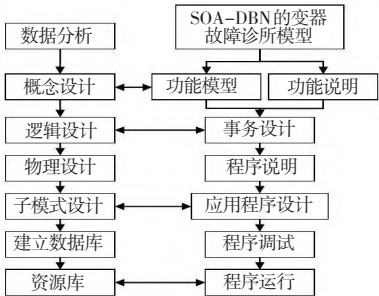 数据分析
SOA-DBN的变器
故障诊所模型
概念设计
功能模型
功能说明
逻辑设计
事务设计
物理设计
程序说明
子模式设计
应用程序设计
建立数据库
程序调试
资源库
程序运行